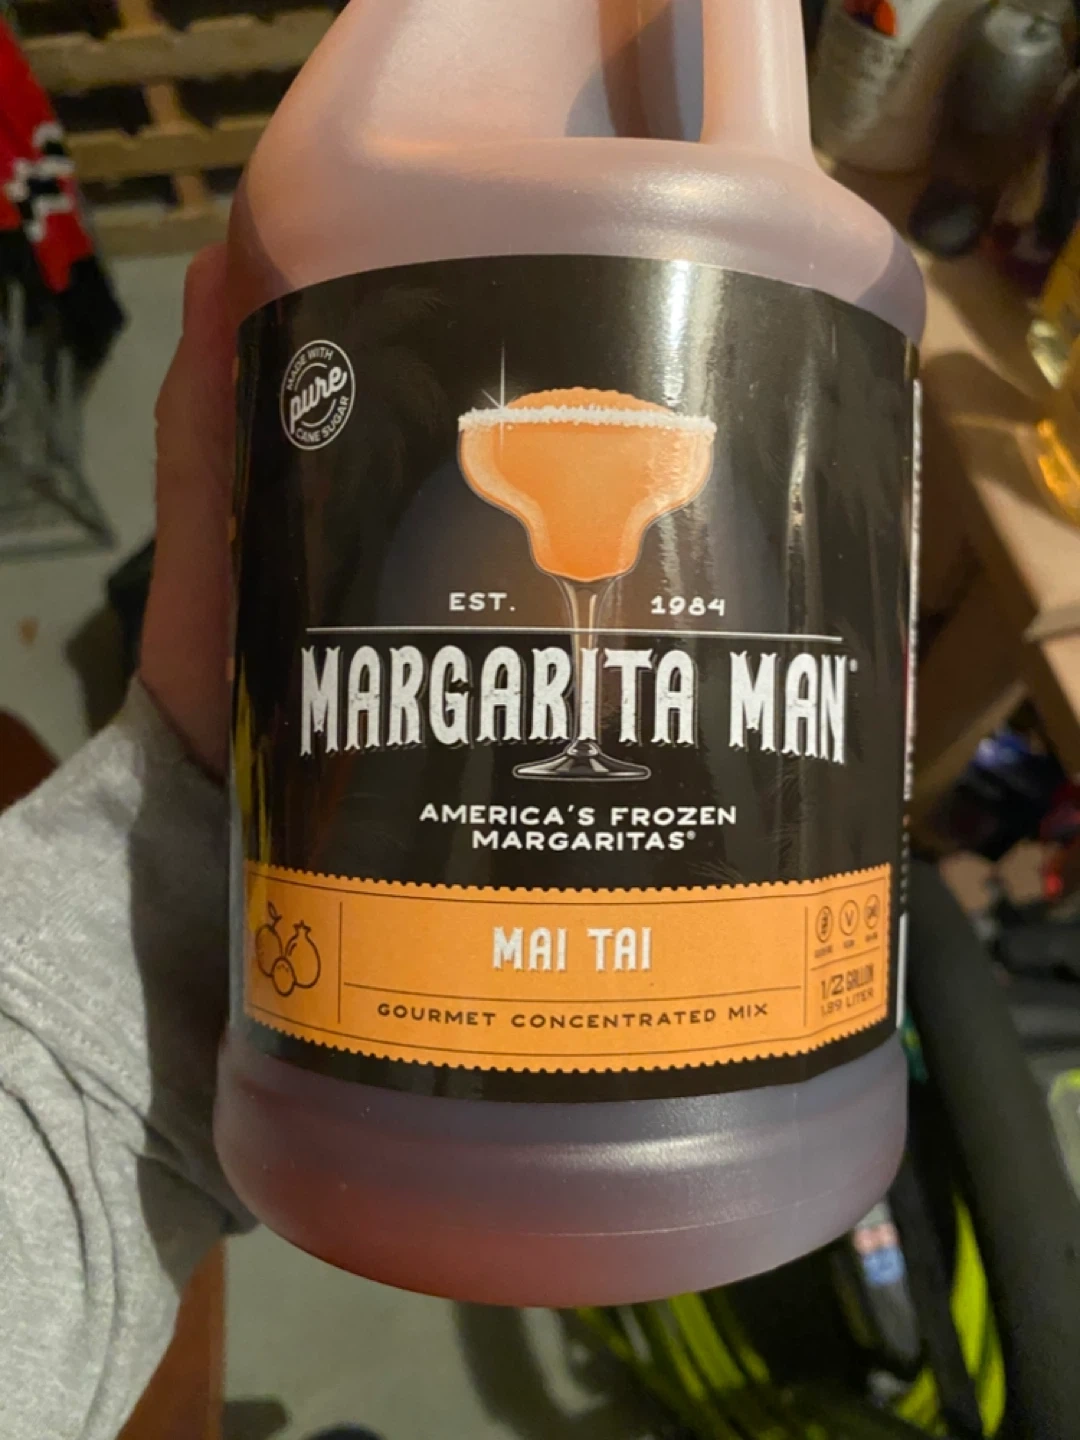 MADE WITH
pure
CANE SUGAR
EST. 1984
MARGARITA MAN®
AMERICA'S FROZEN
MARGARITAS®
MAI TAI
GOURMET CONCENTRATED MIX
1/2 GALLON
1.89 LITER